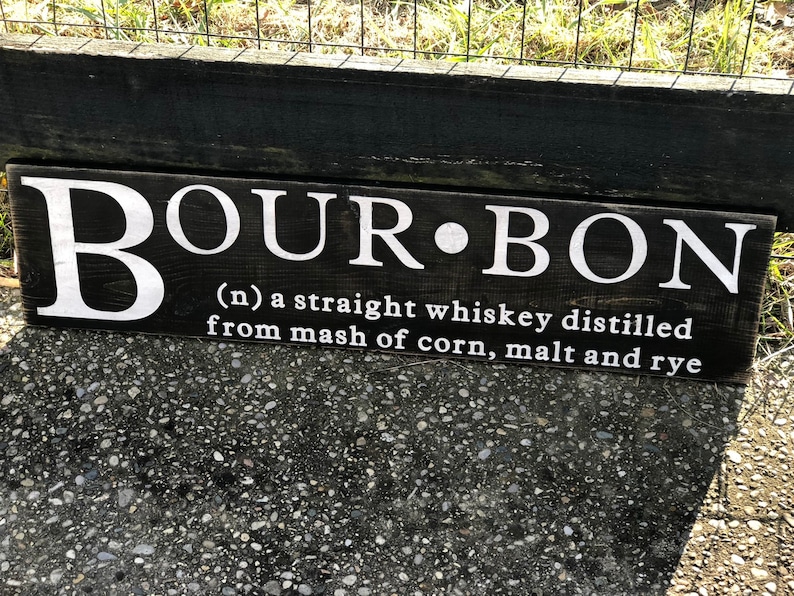 BOUR•BON
(n) a straight whiskey distilled
from mash of corn, malt and rye